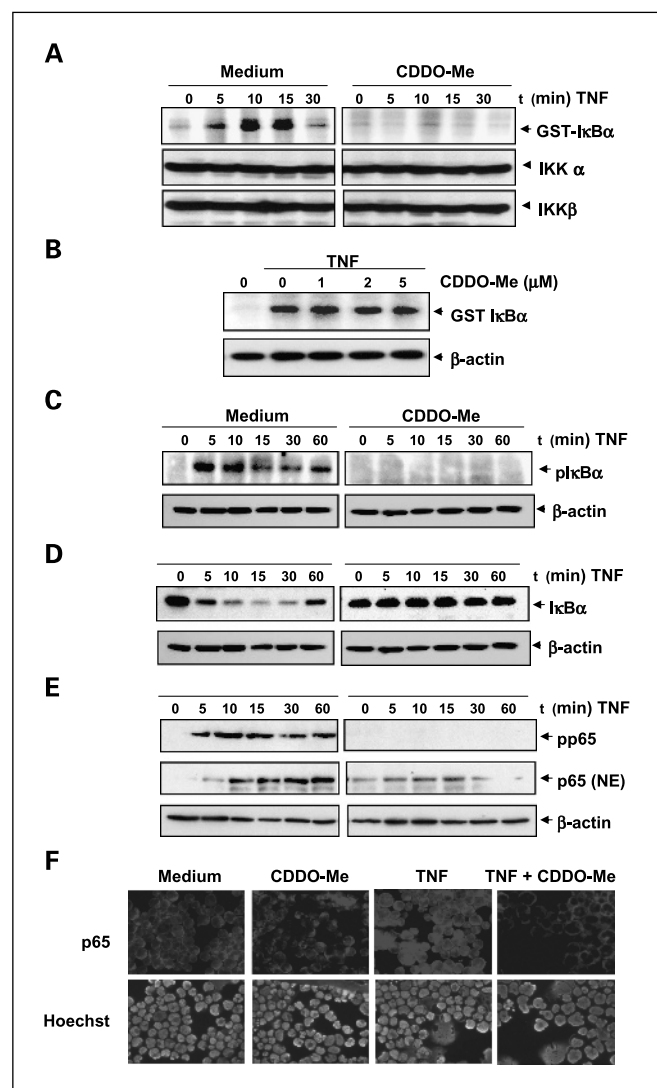 A
Medium CDDO-Me
0 5 10 15 30 0 5 10 15 30 t (min) TNF
GST-IκBα
IKK α
IKKβ
B
TNF
0 0 1 2 5 CDDO-Me (μM)
GST IκBα
β-actin
C
Medium CDDO-Me
0 5 10 15 30 60 0 5 10 15 30 60 t (min) TNF
pIκBα
β-actin
D
0 5 10 15 30 60 0 5 10 15 30 60 t (min) TNF
IκBα
β-actin
E
0 5 10 15 30 60 0 5 10 15 30 60 t (min) TNF
pp65
p65 (NE)
β-actin
F
Medium CDDO-Me TNF TNF + CDDO-Me
p65
Hoechst